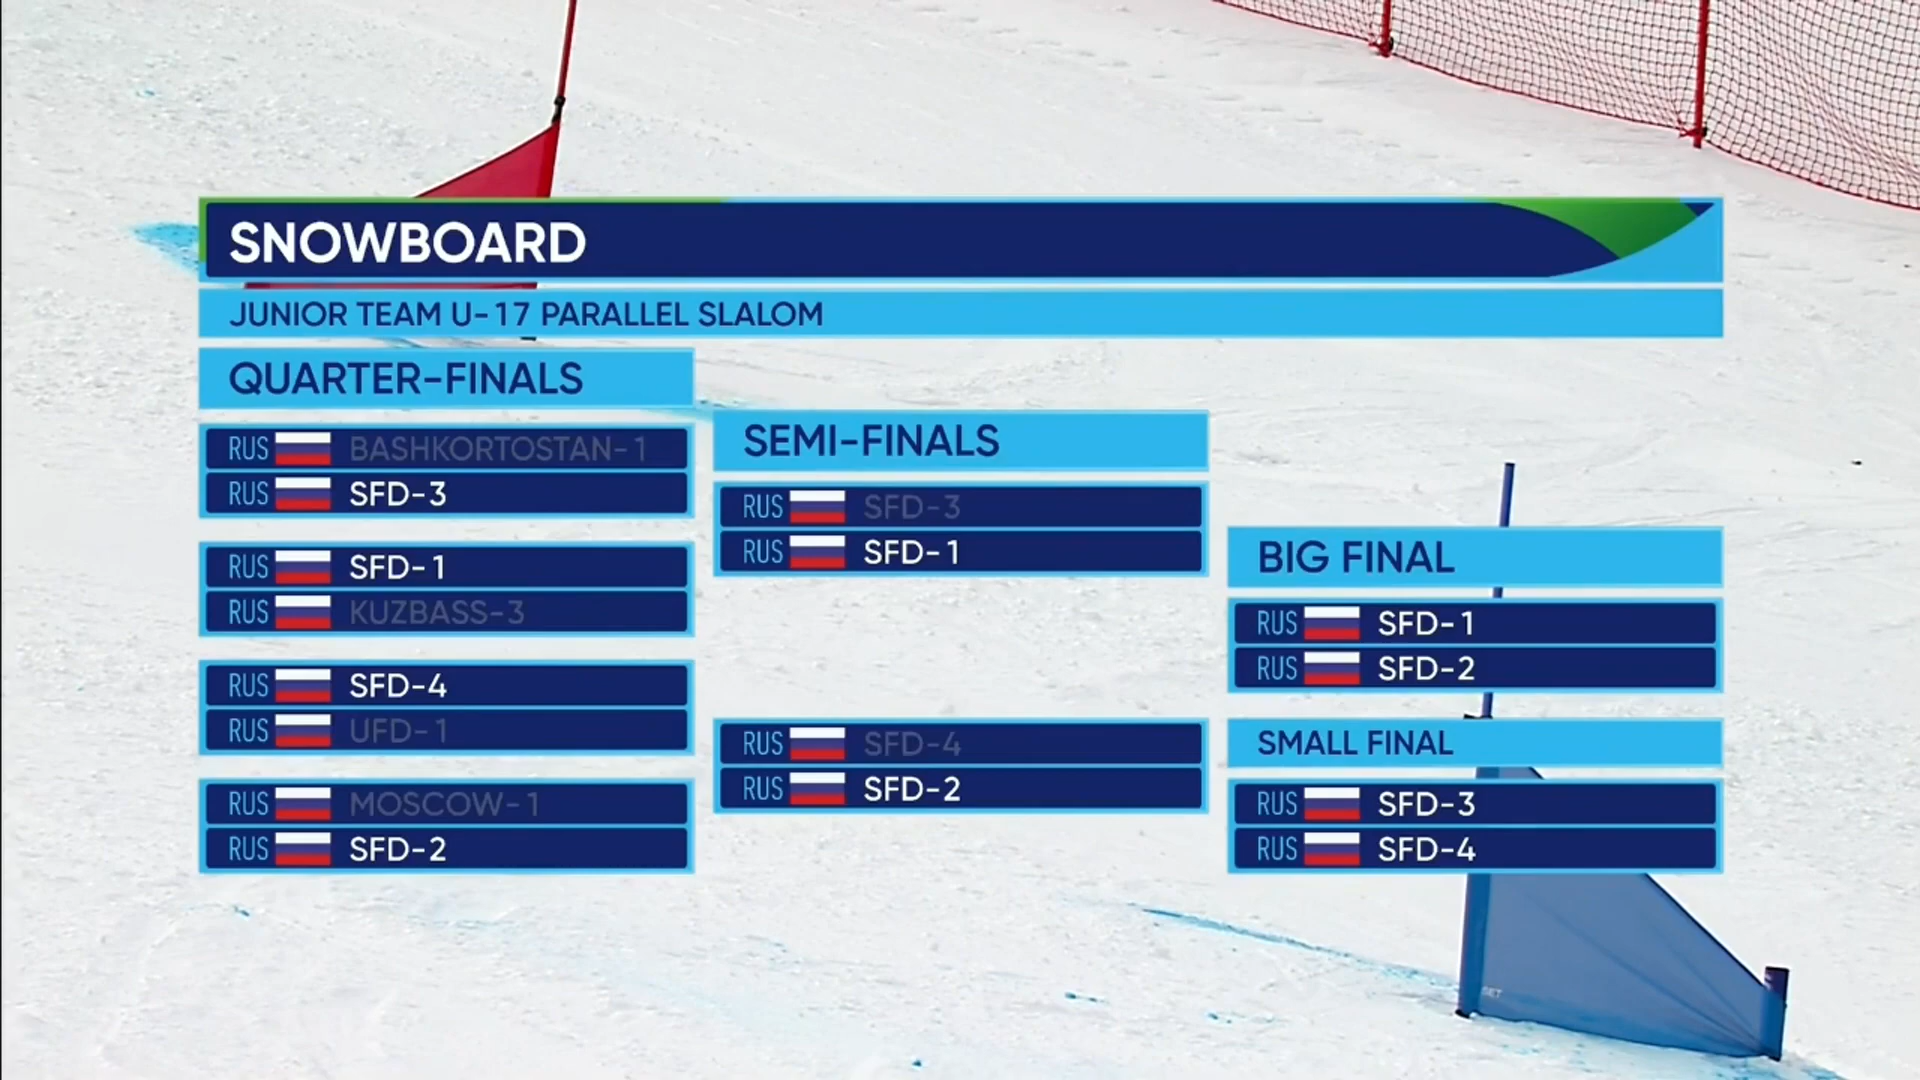 SNOWBOARD
JUNIOR TEAM U-17 PARALLEL SLALOM
QUARTER-FINALS
RUS BASHKORTOSTAN-1
RUS SFD-3
RUS SFD-1
RUS KUZBASS-3
RUS SFD-4
RUS UFD-1
RUS MOSCOW-1
RUS SFD-2
SEMI-FINALS
RUS SFD-3
RUS SFD-1
RUS SFD-4
RUS SFD-2
BIG FINAL
RUS SFD-1
RUS SFD-2
SMALL FINAL
RUS SFD-3
RUS SFD-4